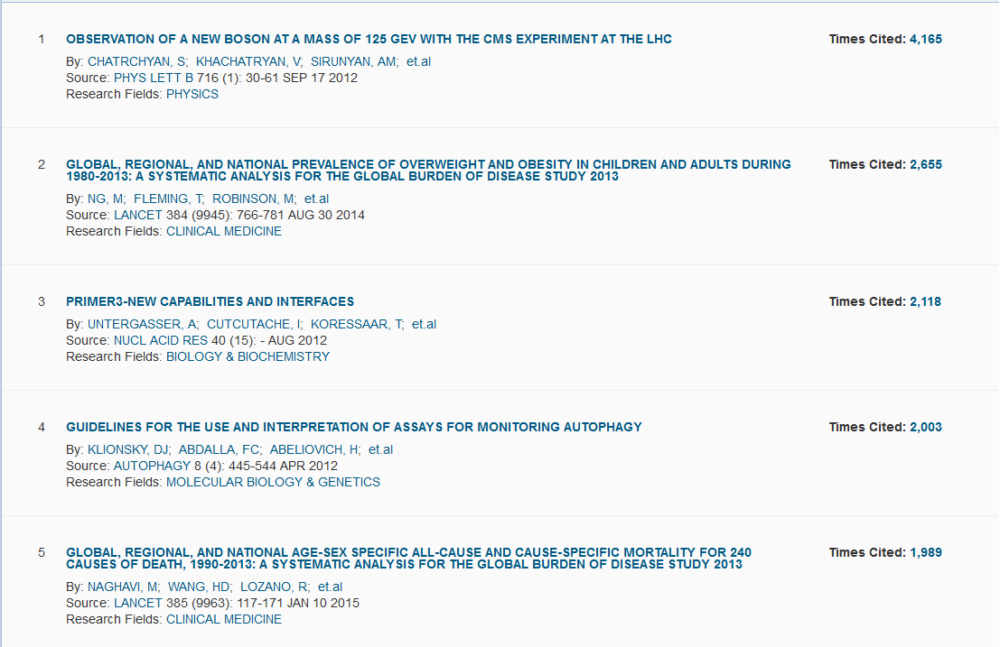 1 OBSERVATION OF A NEW BOSON AT A MASS OF 125 GEV WITH THE CMS EXPERIMENT AT THE LHC Times Cited: 4,165
By: CHATRCHYAN, S; KHACHATRYAN, V; SIRUNYAN, AM; et.al
Source: PHYS LETT B 716 (1): 30-61 SEP 17 2012
Research Fields: PHYSICS
2 GLOBAL, REGIONAL, AND NATIONAL PREVALENCE OF OVERWEIGHT AND OBESITY IN CHILDREN AND ADULTS DURING Times Cited: 2,655
1980-2013: A SYSTEMATIC ANALYSIS FOR THE GLOBAL BURDEN OF DISEASE STUDY 2013
By: NG, M; FLEMING, T; ROBINSON, M; et.al
Source: LANCET 384 (9945): 766-781 AUG 30 2014
Research Fields: CLINICAL MEDICINE
3 PRIMER3-NEW CAPABILITIES AND INTERFACES Times Cited: 2,118
By: UNTERGASSER, A; CUTCUTACHE, I; KORESSAAR, T; et.al
Source: NUCL ACID RES 40 (15): - AUG 2012
Research Fields: BIOLOGY & BIOCHEMISTRY
4 GUIDELINES FOR THE USE AND INTERPRETATION OF ASSAYS FOR MONITORING AUTOPHAGY Times Cited: 2,003
By: KLIONSKY, DJ; ABDALLA, FC; ABELIOVICH, H; et.al
Source: AUTOPHAGY 8 (4): 445-544 APR 2012
Research Fields: MOLECULAR BIOLOGY & GENETICS
5 GLOBAL, REGIONAL, AND NATIONAL AGE-SEX SPECIFIC ALL-CAUSE AND CAUSE-SPECIFIC MORTALITY FOR 240 Times Cited: 1,989
CAUSES OF DEATH, 1990-2013: A SYSTEMATIC ANALYSIS FOR THE GLOBAL BURDEN OF DISEASE STUDY 2013
By: NAGHAVI, M; WANG, HD; LOZANO, R; et.al
Source: LANCET 385 (9963): 117-171 JAN 10 2015
Research Fields: CLINICAL MEDICINE